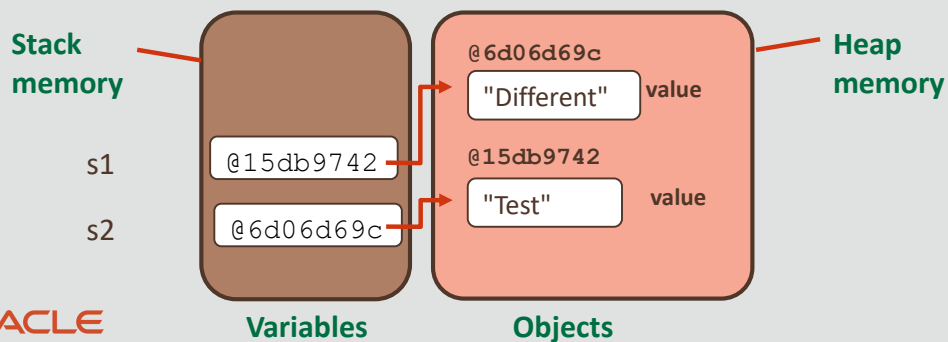 Stack
memory
@6d06d69c
"Different" value
Heap
memory
s1 @15db9742
@15db9742
"Test" value
s2 @6d06d69c
ACLE
Variables Objects